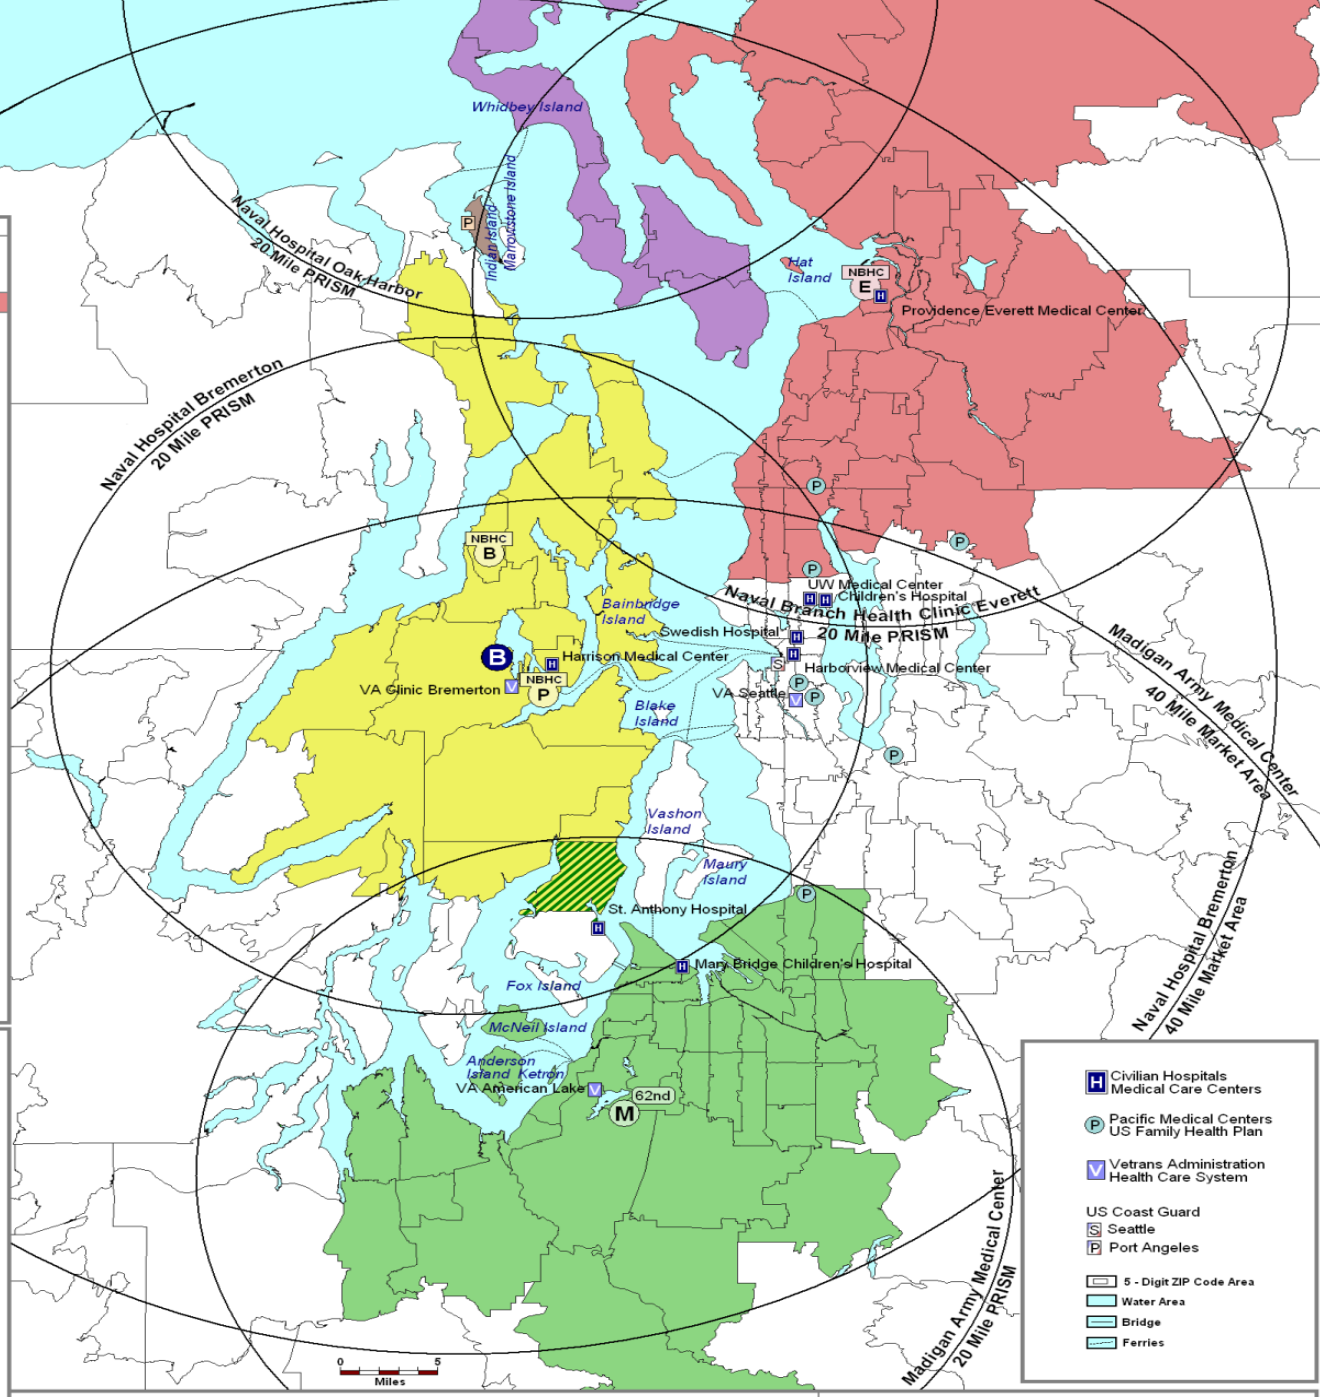 Whidbey Island
Indian Island
Marrowstone Island
P
Naval Hospital Oak Harbor
20 Mile PRISM
Hat
Island
NBHC
E
H
Providence Everett Medical Center
Naval Hospital Bremerton
20 Mile PRISM
P
NBHC
B
P
P
UW Medical Center
H
H
Children's Hospital
Naval Branch Health Clinic Everett
20 Mile PRISM
Bainbridge
Island
Swedish Hospital
H
B
H
Harrison Medical Center
H
S
Harborview Medical Center
Madigan Army Medical Center
40 Mile Market Area
VA Clinic Bremerton
V
NBHC
P
VA Seattle
P
V
P
Blake
Island
P
Vashon
Island
Maury
Island
P
Naval Hospital Bremerton
40 Mile Market Area
St. Anthony Hospital
H
H
Mary Bridge Children's Hospital
Fox Island
McNeil Island
Anderson
Island
Ketron
VA American Lake
V
62nd
M
Madigan Army Medical Center
20 Mile PRISM
H
Civilian Hospitals
Medical Care Centers
P
Pacific Medical Centers
US Family Health Plan
V
Vetrans Administration
Health Care System
US Coast Guard
S Seattle
P Port Angeles
5 - Digit ZIP Code Area
Water Area
Bridge
Ferries
0 5
Miles